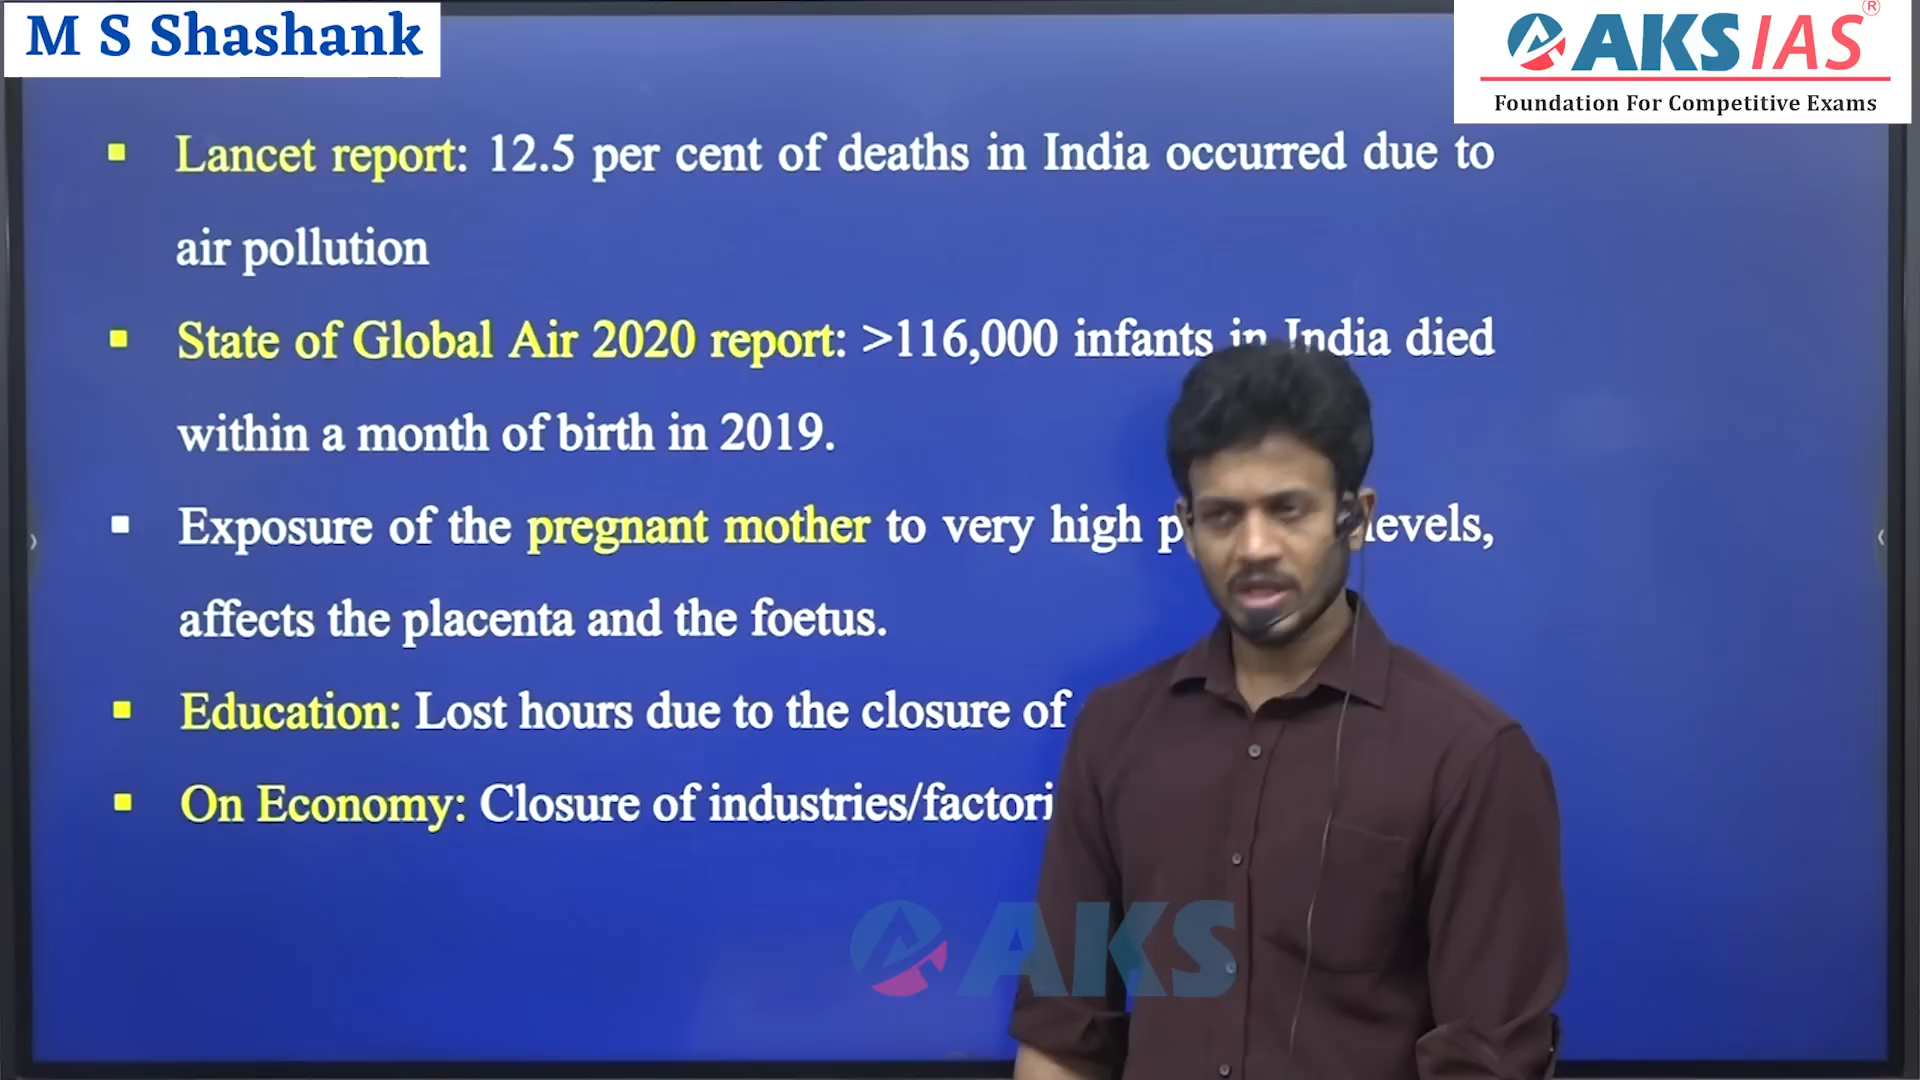 M S Shashank
AKS IAS ®
Foundation For Competitive Exams
▪ Lancet report: 12.5 per cent of deaths in India occurred due to
air pollution
▪ State of Global Air 2020 report: >116,000 infants in India died
within a month of birth in 2019.
▪ Exposure of the pregnant mother to very high levels,
affects the placenta and the foetus.
▪ Education: Lost hours due to the closure of
▪ On Economy: Closure of industries/factori
AKS